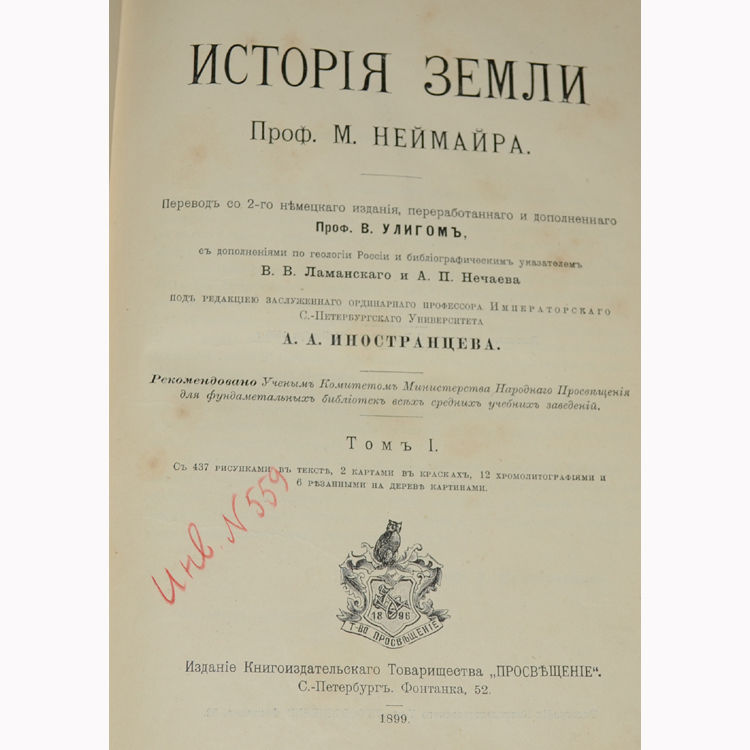 ИСТОРІЯ ЗЕМЛИ
Проф. М. НЕЙМАЙРА.
Переводъ со 2-го нѣмецкаго изданія, переработаннаго и дополненнаго
Проф. В. УЛИГОМЪ,
съ дополненіями по геологіи Россіи и библіографическимъ указателемъ
В. В. Ламанскаго и А. П. Нечаева
ПОДЪ РЕДАКЦІЕЮ ЗАСЛУЖЕННАГО ОРДИНАРНАГО ПРОФЕССОРА ИМПЕРАТОРСКАГО
С.-ПЕТЕРБУРГСКАГО УНИВЕРСИТЕТА
А. А. ИНОСТРАНЦЕВА.
Рекомендовано Ученымъ Комитетомъ Министерства Народнаго Просвѣщенія
для фундаметальныхъ библіотекъ всѣхъ среднихъ учебныхъ заведеній.
Томъ I.
СЪ 437 РИСУНКАМИ ВЪ ТЕКСТѢ, 2 КАРТАМИ ВЪ КРАСКАХЪ, 12 ХРОМОЛИТОГРАФІЯМИ И
6 РѢЗАННЫМИ НА ДЕРЕВѢ КАРТИНАМИ.
Инв. N 559
18 96
Т-ВО ПРОСВѢЩЕНІЕ
Изданіе Книгоиздательскаго Товарищества „ПРОСВѢЩЕНІЕ“.
С.-Петербургъ. Фонтанка, 52.
1899.